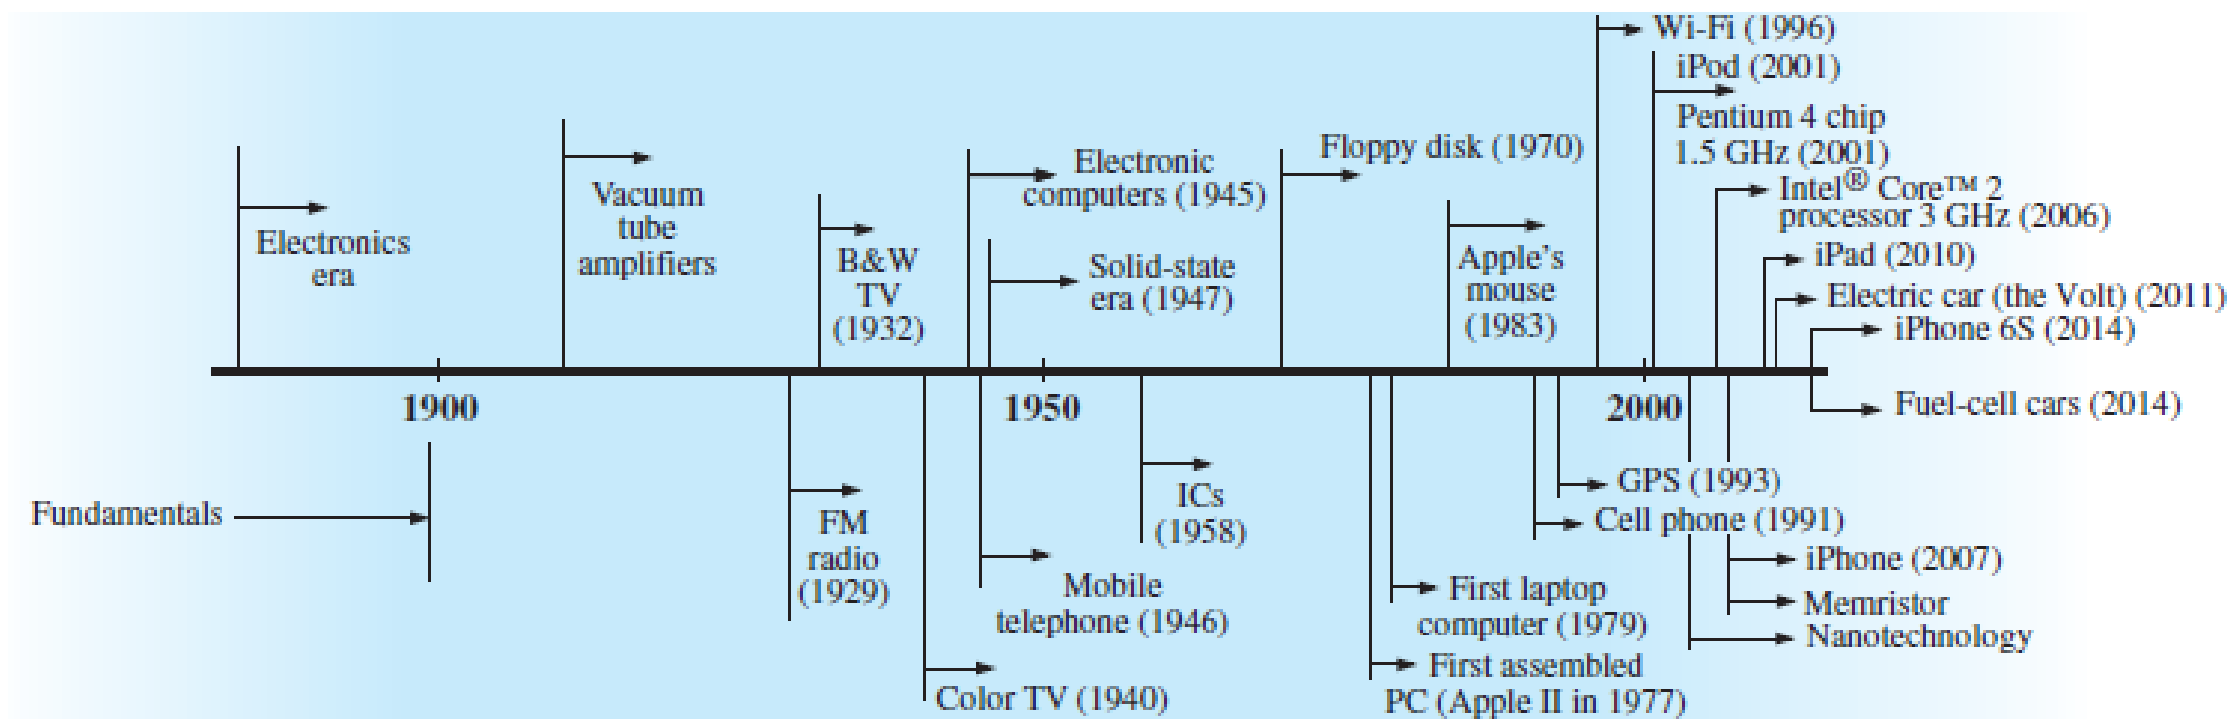 Wi-Fi (1996)
iPod (2001)
Pentium 4 chip
1.5 GHz (2001)
Floppy disk (1970)
Electronic
computers (1945)
Vacuum
tube
amplifiers
Intel® Core™ 2
processor 3 GHz (2006)
Electronics
era
B&W
TV
(1932)
Solid-state
era (1947)
Apple's
mouse
(1983)
iPad (2010)
Electric car (the Volt) (2011)
iPhone 6S (2014)
1900
1950
2000
Fuel-cell cars (2014)
Fundamentals
FM
radio
(1929)
ICs
(1958)
GPS (1993)
Cell phone (1991)
iPhone (2007)
Mobile
telephone (1946)
First laptop
computer (1979)
Memristor
Nanotechnology
Color TV (1940)
First assembled
PC (Apple II in 1977)